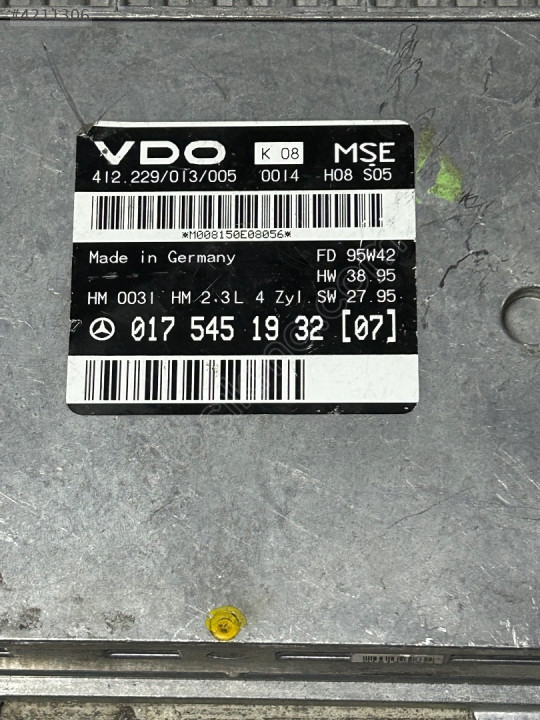 #4211306
VDO K 08 MSE
412.229/013/005 0014 H08 S05
*M008150E08056*
Made in Germany FD 95W42
HW 38.95
HM 0031 HM 2.3L 4 Zyl. SW 27.95
017 545 19 32 [07]